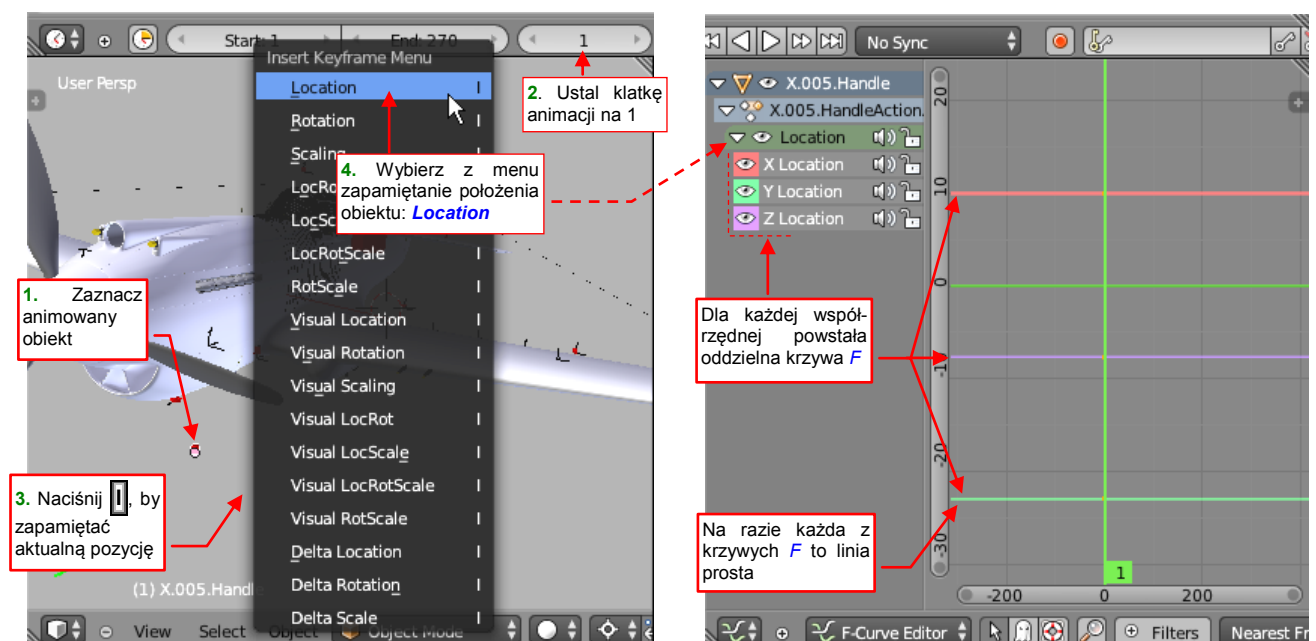 Start: 1
End: 270
1
User Persp
Insert Keyframe Menu
Location I
Rotation I
Scaling I
LocRotScale I
RotScale I
Visual Location I
Visual Rotation I
Visual Scaling I
Visual LocRot I
Visual LocScale I
Visual LocRotScale I
Visual RotScale I
Delta Location I
Delta Rotation I
Delta Scale I
2. Ustal klatkę
animacji na 1
4. Wybierz z menu
zapamiętanie położenia
obiektu: Location
1. Zaznacz
animowany
obiekt
3. Naciśnij I, by
zapamiętać
aktualną pozycję
(1) X.005.Handl
View Select Object Object Mode
No Sync
X.005.Handle
X.005.HandleAction
Location
X Location
Y Location
Z Location
20
10
0
-10
-20
-30
Dla każdej współ-
rzędnej powstała
oddzielna krzywa F
Na razie każda z
krzywych F to linia
prosta
1
-200 0 200
F-Curve Editor Filters Nearest F